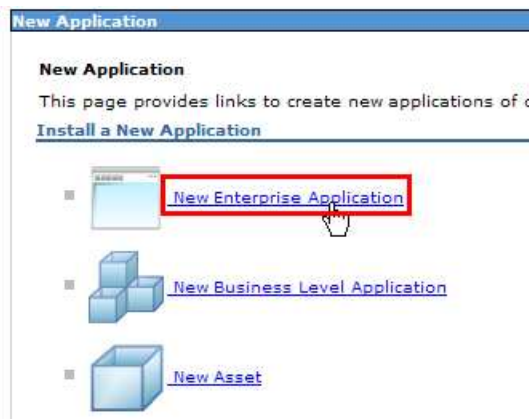 New Application
New Application
This page provides links to create new applications of
Install a New Application
New Enterprise Application
New Business Level Application
New Asset